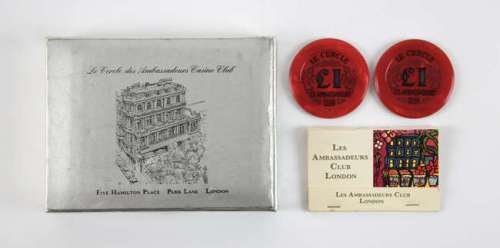 Le Cercle des Ambassadeurs Casino Club
Five Hamilton Place Park Lane London
LE CERCLE
£1
LE CERCLE
£1
Les
Ambassadeurs
Club
London
Les Ambassadeurs Club
London